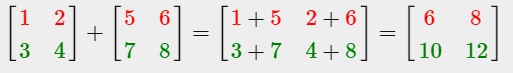 [1 2] + [5 6] = [1 + 5 2 + 6] = [6 8]
[3 4] [7 8] [3 + 7 4 + 8] [10 12]